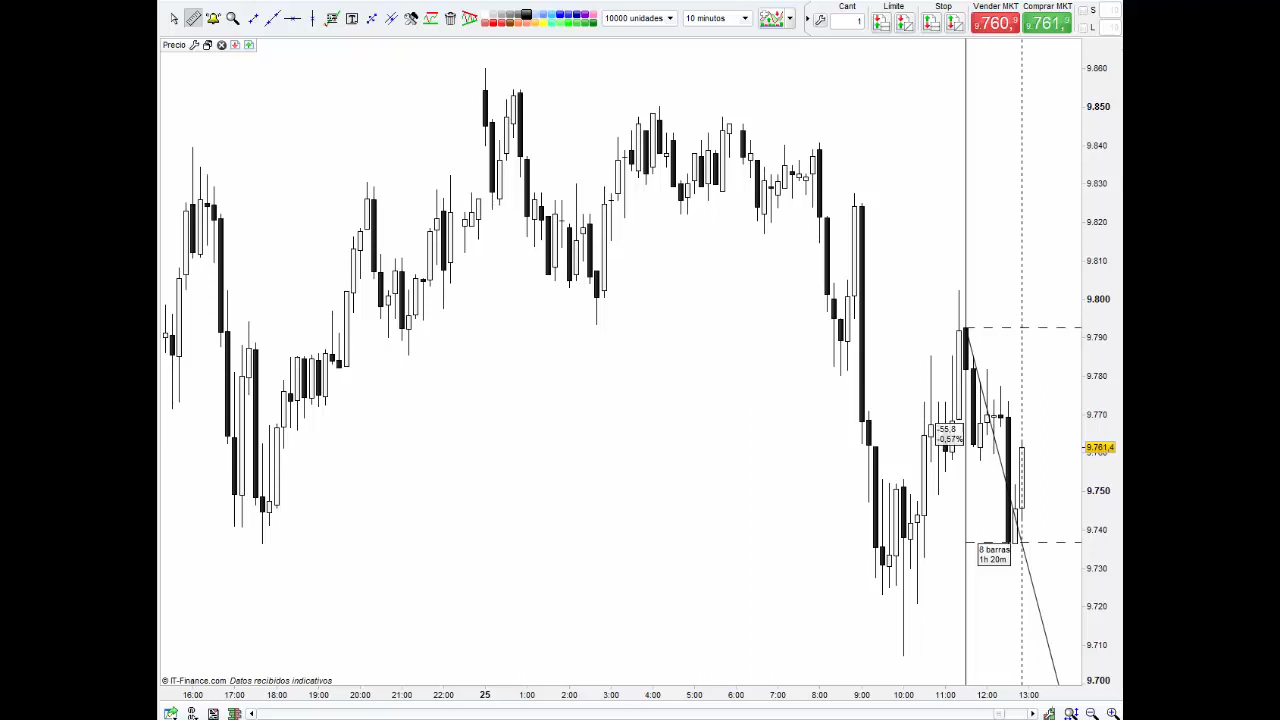 Cant
Límite
Stop
Vender MKT
Comprar MKT
S
10000 unidades
10 minutos
1
9.760,9
9.761,9
L
Precio
9.860
9.850
9.840
9.830
9.820
9.810
9.800
9.790
9.780
9.770
-55,8
-0,57%
9.761,4
9.750
9.740
8 barras
1h 20m
9.730
9.720
9.710
9.700
© IT-Finance.com Datos recibidos indicativos
16:00 17:00 18:00 19:00 20:00 21:00 22:00 25 1:00 2:00 3:00 4:00 5:00 6:00 7:00 8:00 9:00 10:00 11:00 12:00 13:00